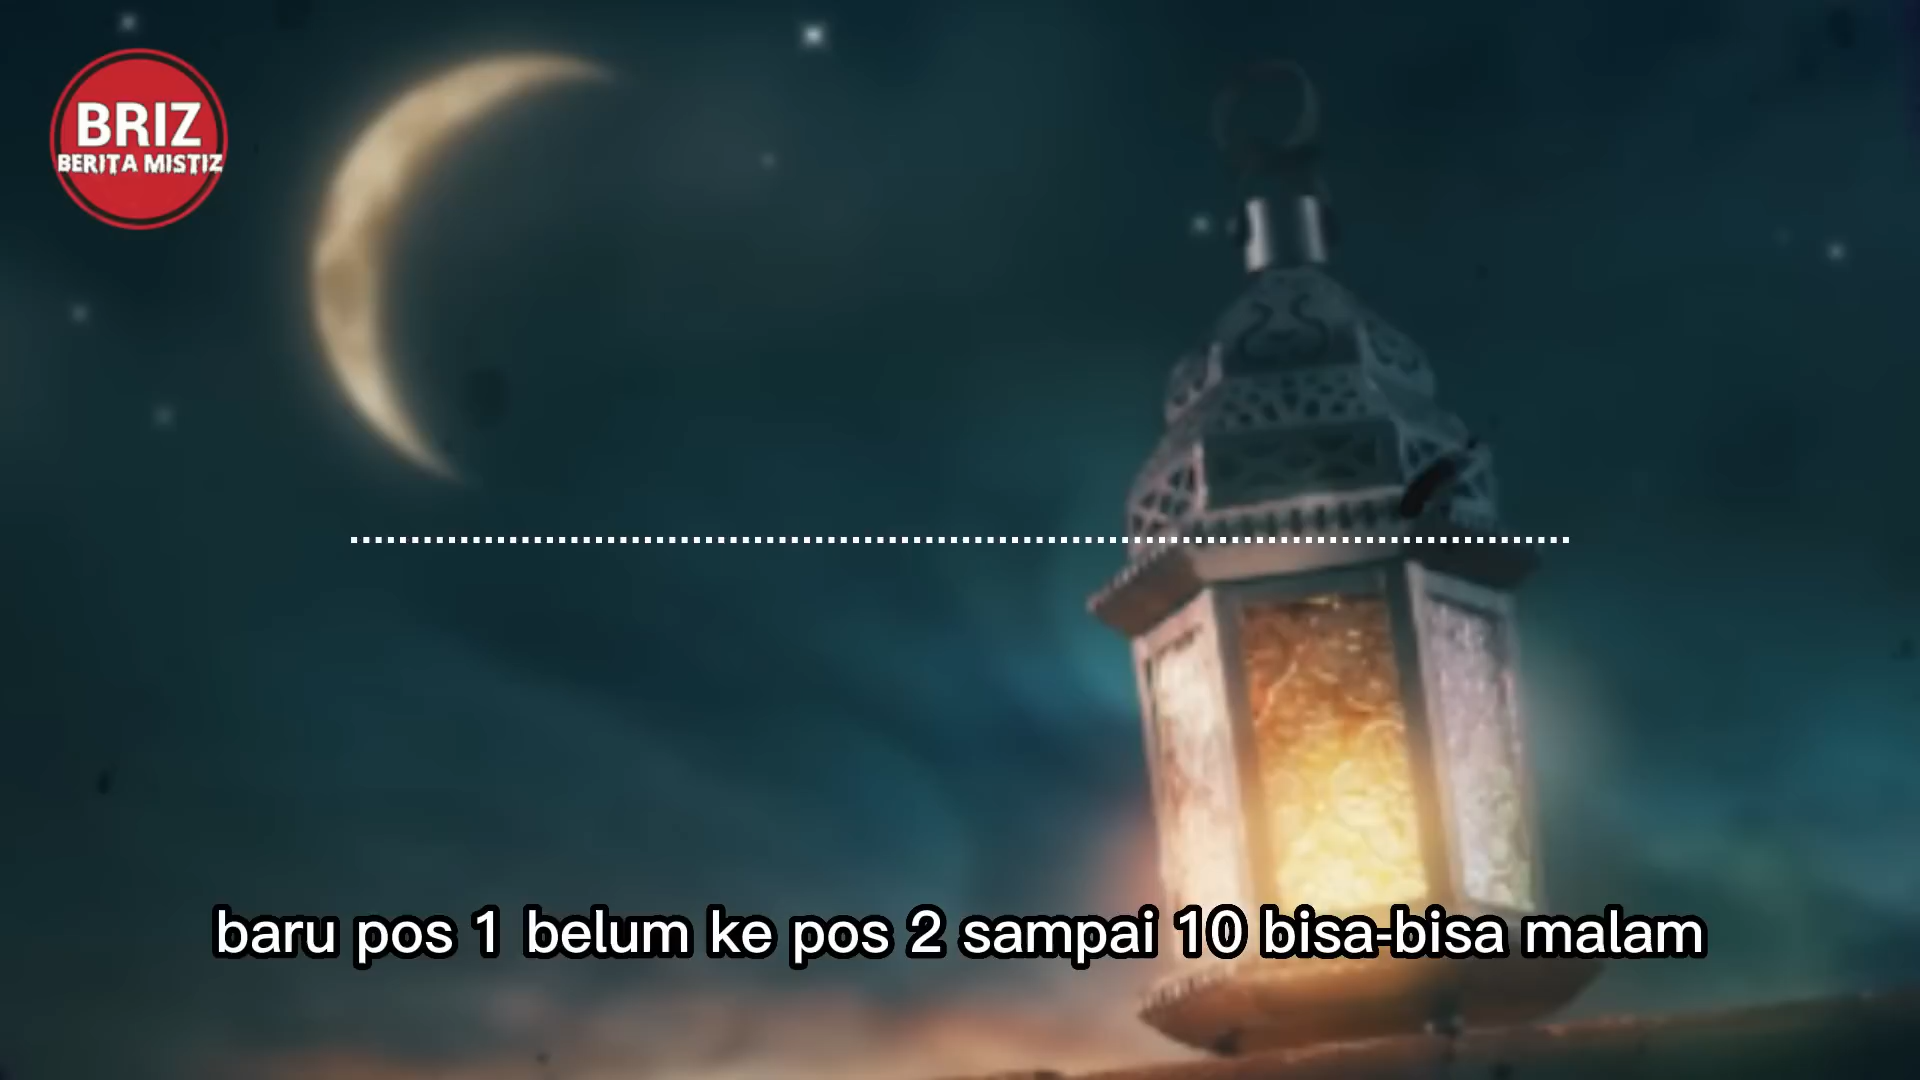 BRIZ
BERITA MISTIZ
baru pos 1 belum ke pos 2 sampai 10 bisa-bisa malam